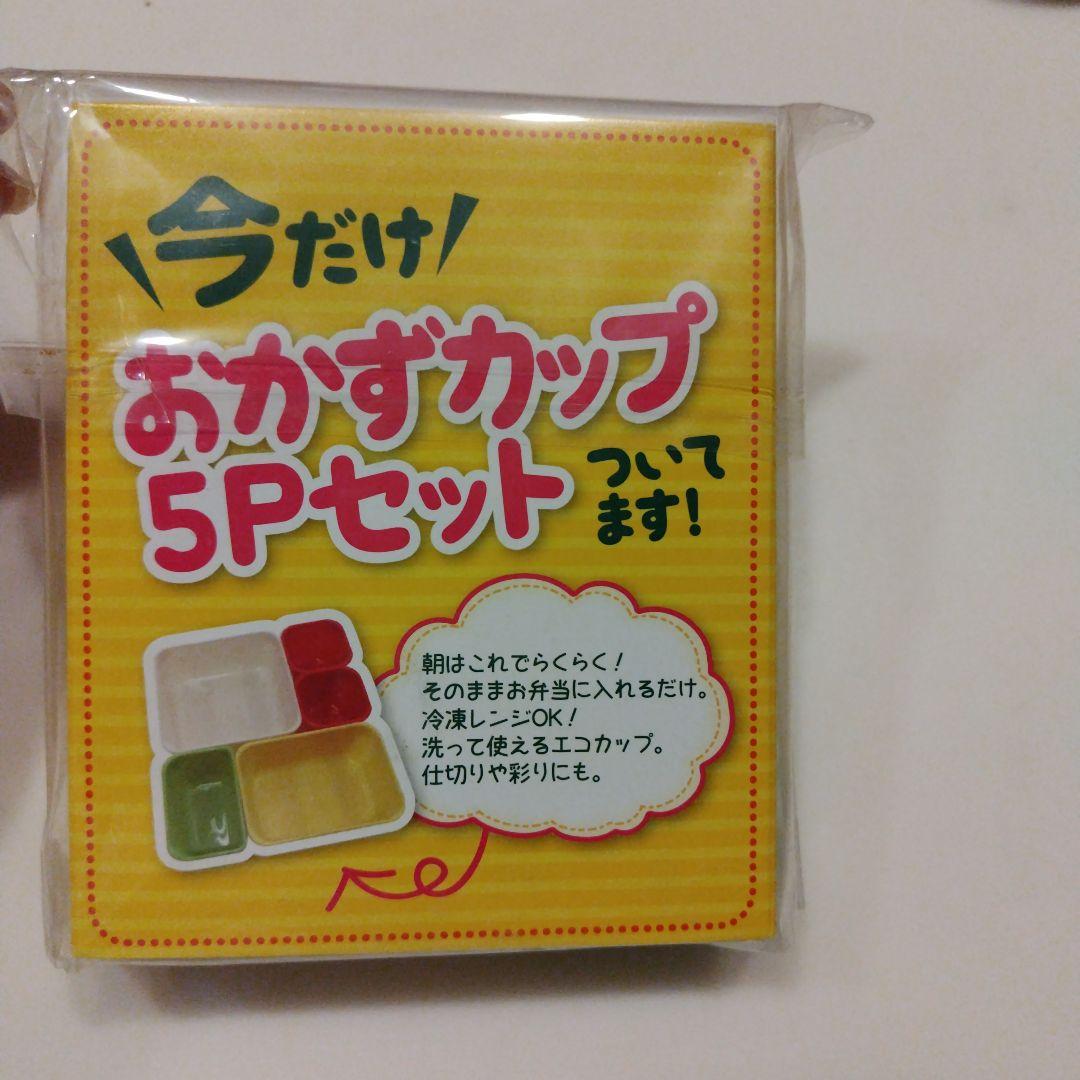 今だけ
おかずカップ
5Pセット
ついて
ます!
朝はこれでらくらく!
そのままお弁当に入れるだけ。
冷凍レンジOK!
洗って使えるエコカップ。
仕切りや彩りにも。